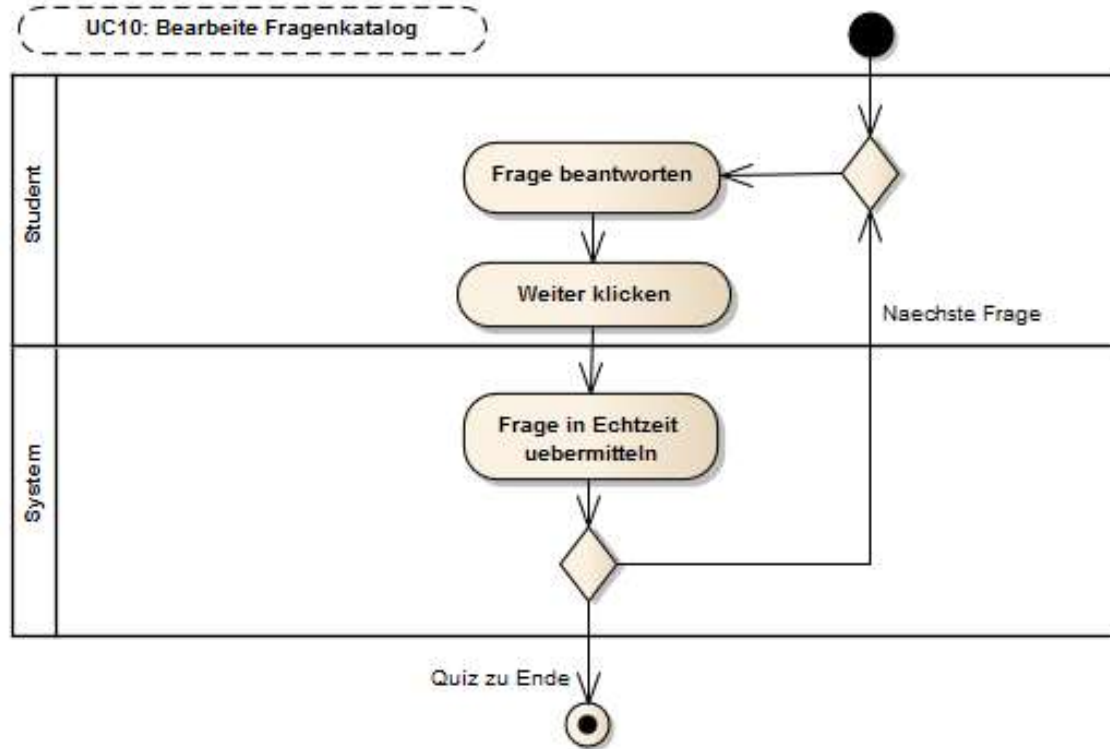 UC10: Bearbeite Fragenkatalog
Student
Frage beantworten
Weiter klicken
Naechste Frage
System
Frage in Echtzeit
uebermitteln
Quiz zu Ende